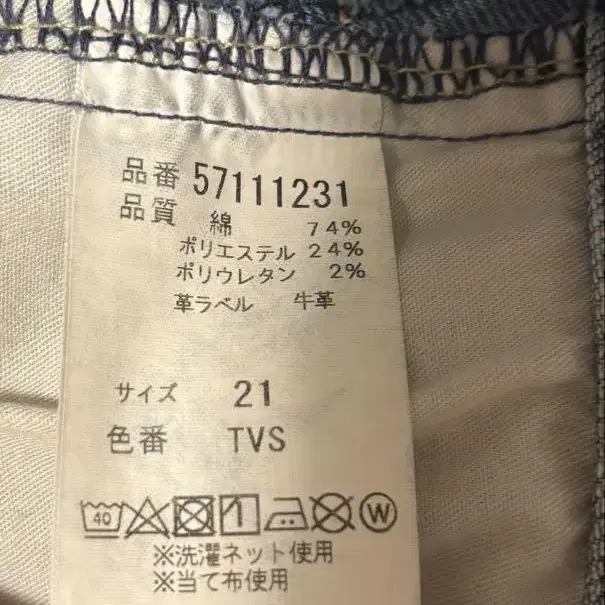 品番 57111231
品質 綿 74%
ポリエステル 24%
ポリウレタン 2%
革ラベル 牛革
サイズ 21
色番 TVS
40 W
※洗濯ネット使用
※当て布使用